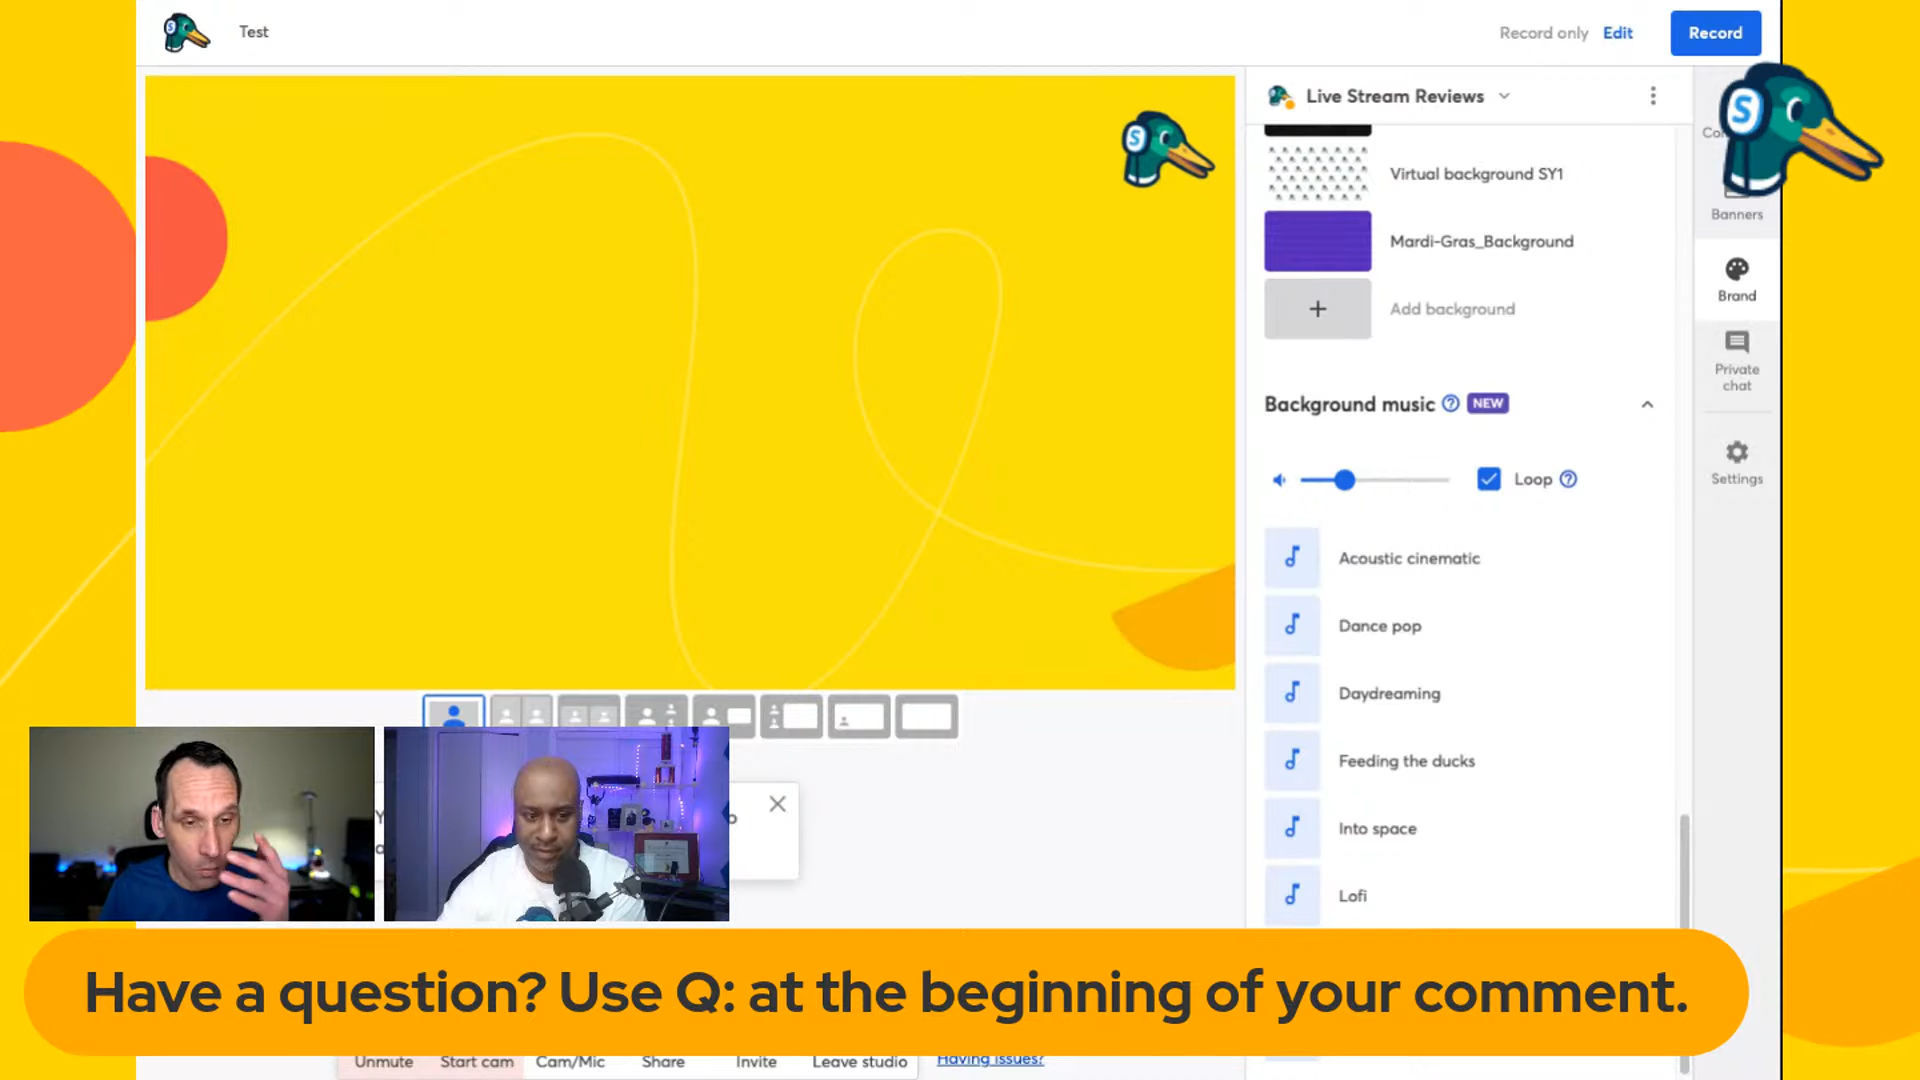 Test
Record only
Edit
Record
S
Live Stream Reviews
S
Virtual background SY1
Banners
Mardi-Gras_Background
Brand
Add background
Private
chat
Background music
NEW
Loop
Settings
Acoustic cinematic
Dance pop
Daydreaming
Feeding the ducks
Into space
Lofi
Have a question? Use Q: at the beginning of your comment.
Unmute
Start cam
Cam/Mic
Share
Invite
Leave studio
Having issues?